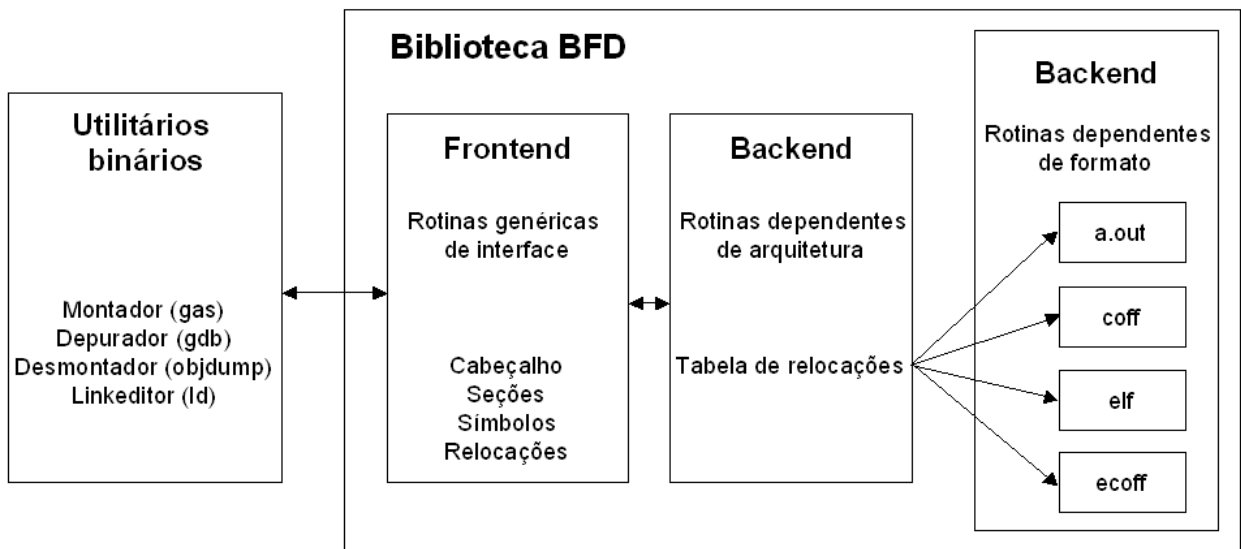 Biblioteca BFD
Utilitários
binários
Montador (gas)
Depurador (gdb)
Desmontador (objdump)
Linkeditor (ld)
Frontend
Rotinas genéricas
de interface
Cabeçalho
Seções
Símbolos
Relocações
Backend
Rotinas dependentes
de arquitetura
Tabela de relocações
Backend
Rotinas dependentes
de formato
a.out
coff
elf
ecoff